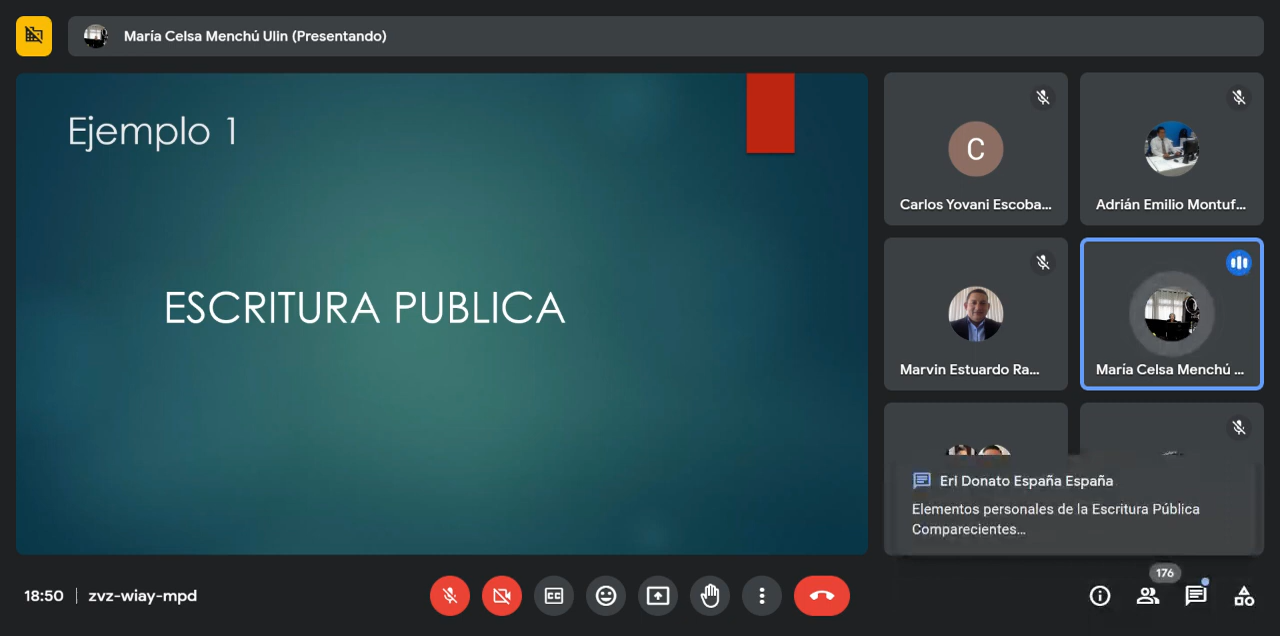 María Celsa Menchú Ulin (Presentando)
Ejemplo 1
ESCRITURA PUBLICA
C
Carlos Yovani Escoba...
Adrián Emilio Montuf...
Marvin Estuardo Ra...
María Celsa Menchú ...
Eri Donato España España
Elementos personales de la Escritura Pública
Comparecientes...
18:50 | zvz-wiay-mpd
CC
176